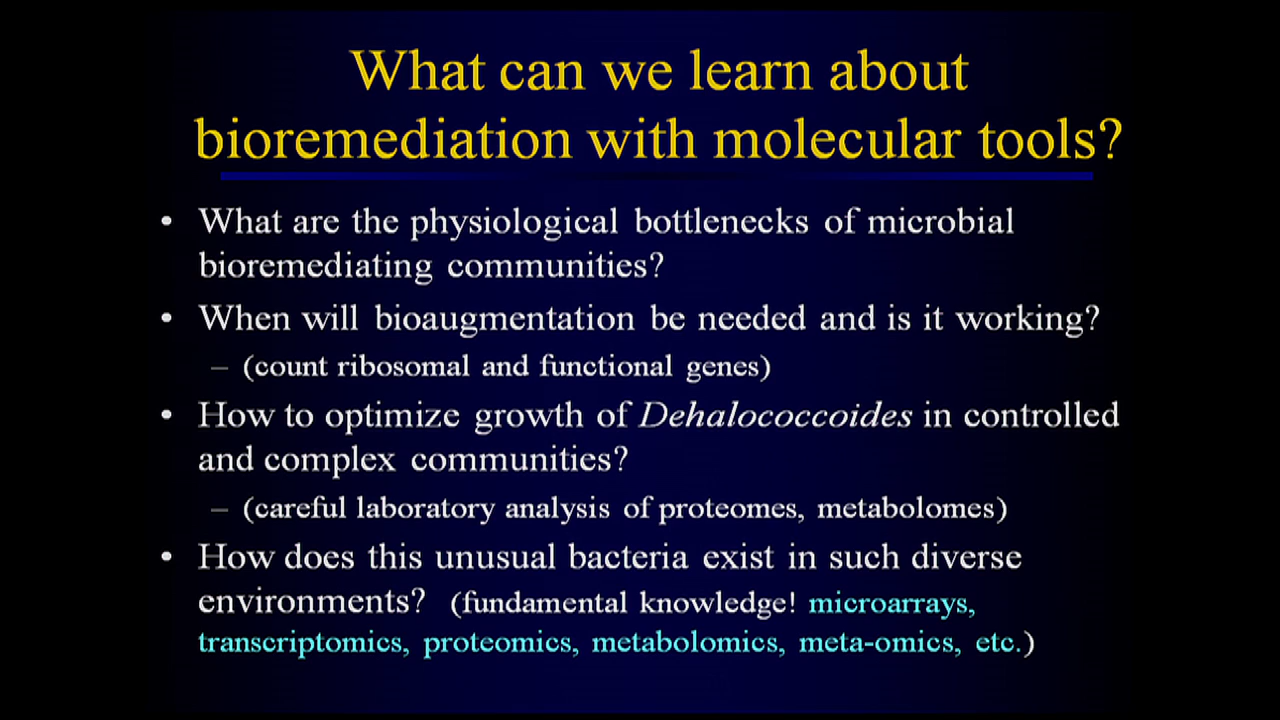 What can we learn about
bioremediation with molecular tools?
• What are the physiological bottlenecks of microbial
bioremediating communities?
• When will bioaugmentation be needed and is it working?
– (count ribosomal and functional genes)
• How to optimize growth of Dehalococcoides in controlled
and complex communities?
– (careful laboratory analysis of proteomes, metabolomes)
• How does this unusual bacteria exist in such diverse
environments? (fundamental knowledge! microarrays,
transcriptomics, proteomics, metabolomics, meta-omics, etc.)